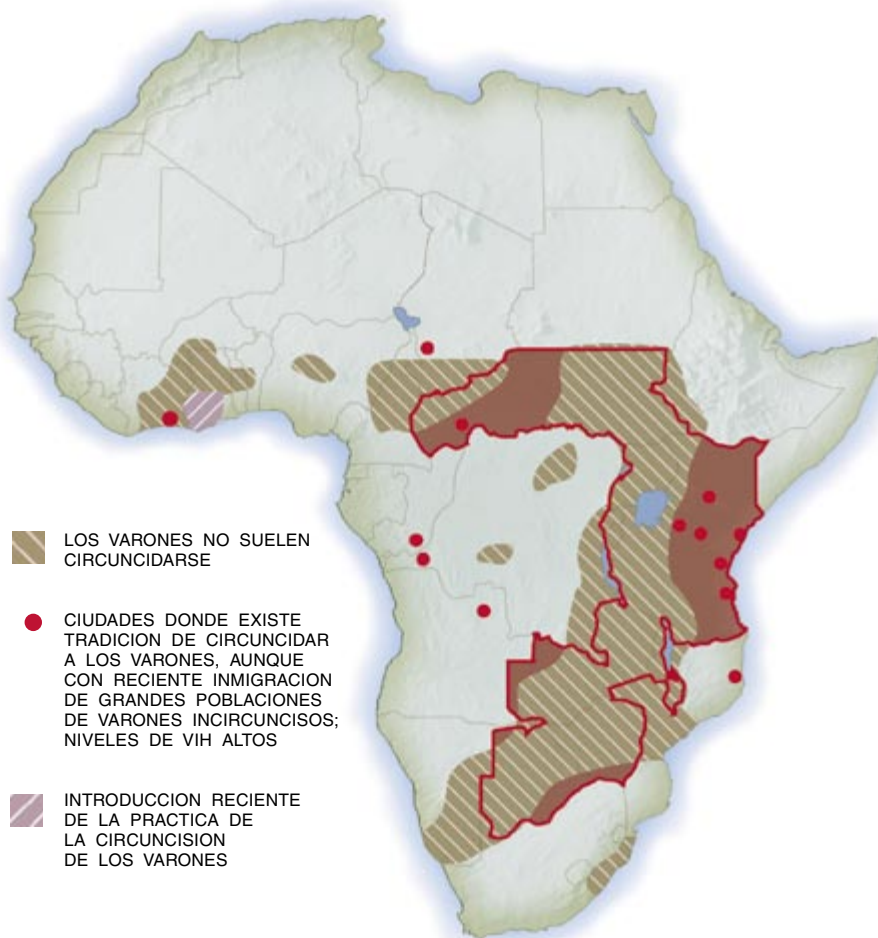 LOS VARONES NO SUELEN
CIRCUNCIDARSE
CIUDADES DONDE EXISTE
TRADICION DE CIRCUNCIDAR
A LOS VARONES, AUNQUE
CON RECIENTE INMIGRACION
DE GRANDES POBLACIONES
DE VARONES INCIRCUNCISOS;
NIVELES DE VIH ALTOS
INTRODUCCION RECIENTE
DE LA PRACTICA DE
LA CIRCUNCISION
DE LOS VARONES